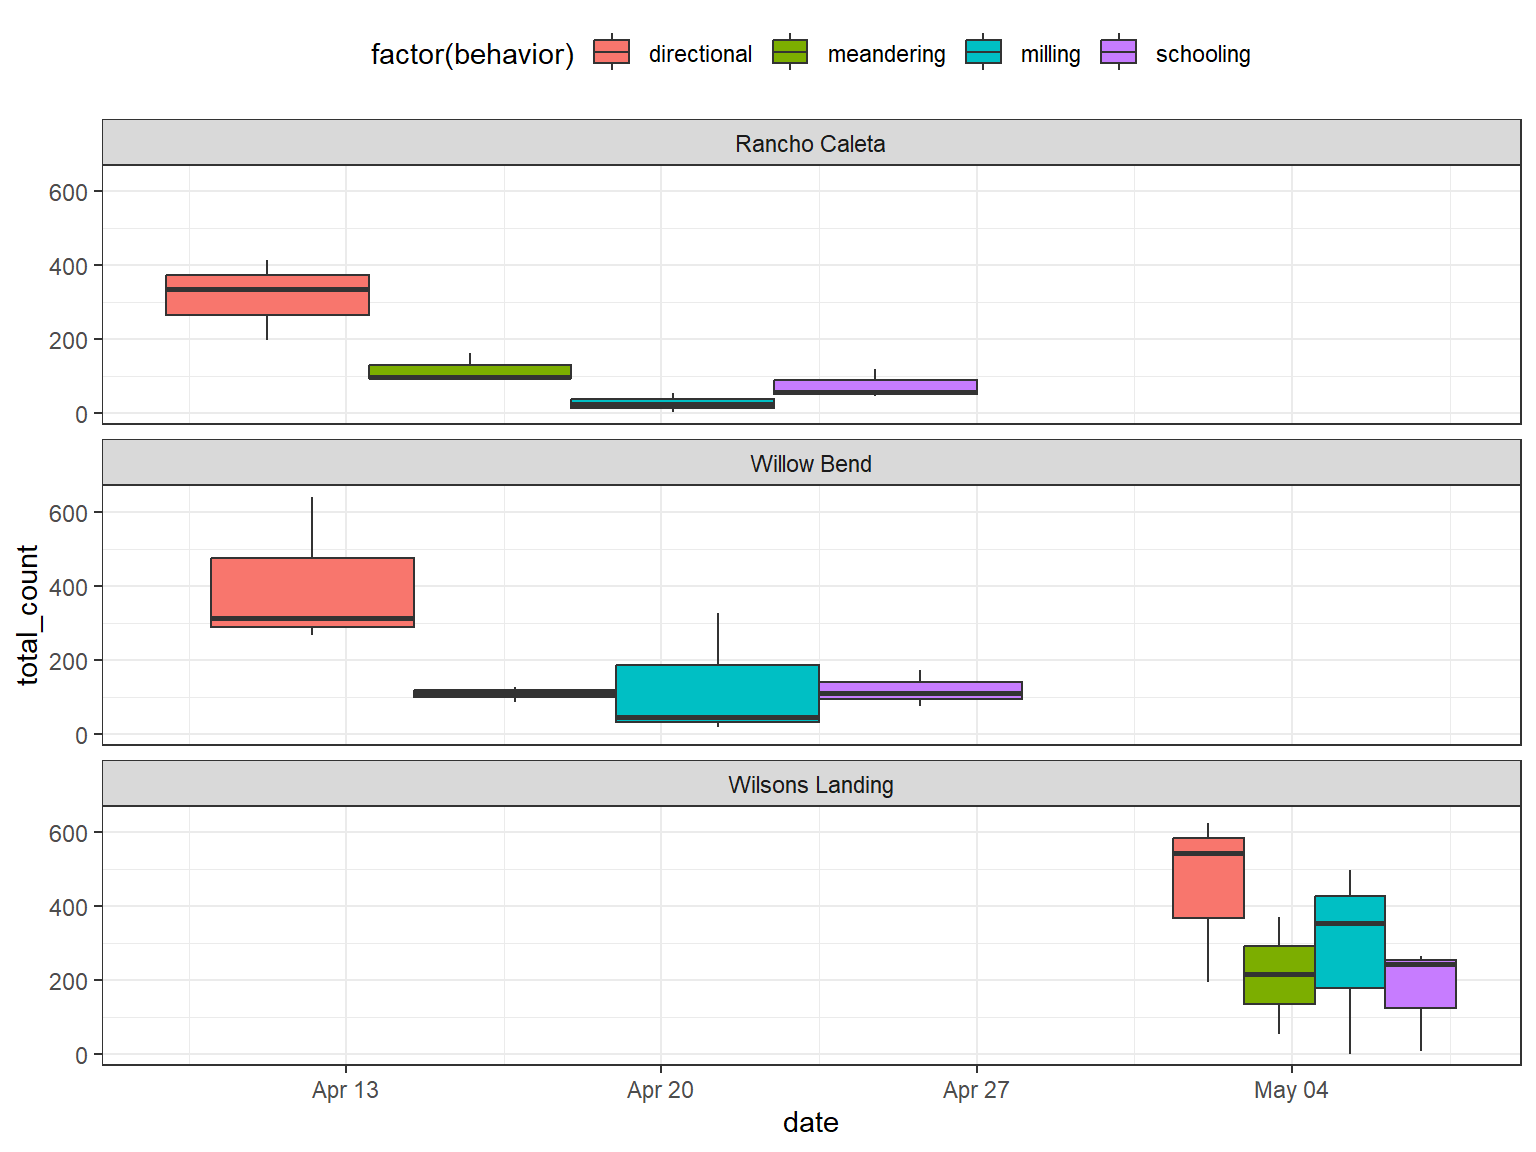 factor(behavior) directional meandering milling schooling
Rancho Caleta
600
400
200
0
Willow Bend
600
400
200
0
total_count
Wilsons Landing
600
400
200
0
Apr 13 Apr 20 Apr 27 May 04
date